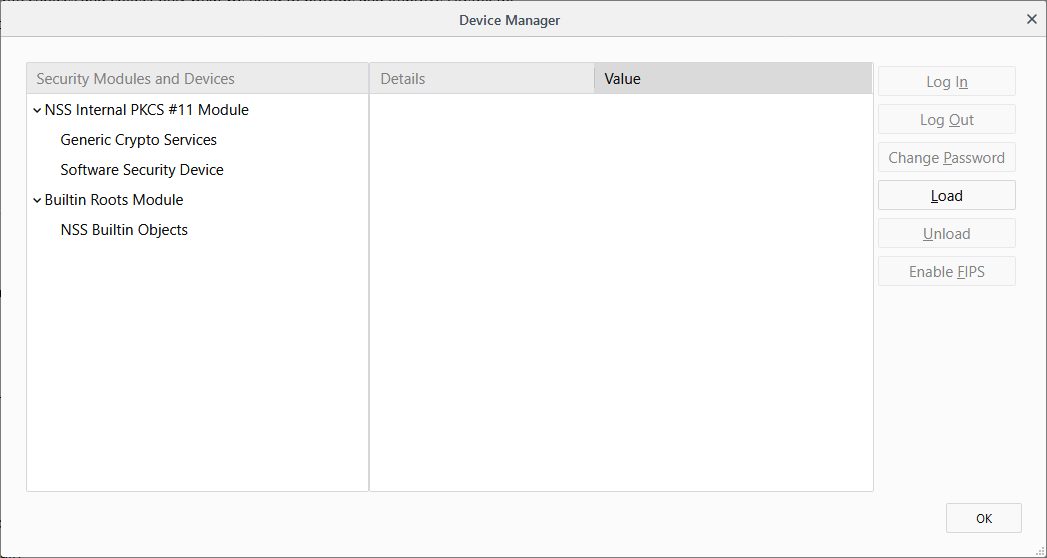 Device Manager
Security Modules and Devices
Details
Value
NSS Internal PKCS #11 Module
Generic Crypto Services
Software Security Device
Builtin Roots Module
NSS Builtin Objects
Log In
Log Out
Change Password
Load
Unload
Enable FIPS
OK